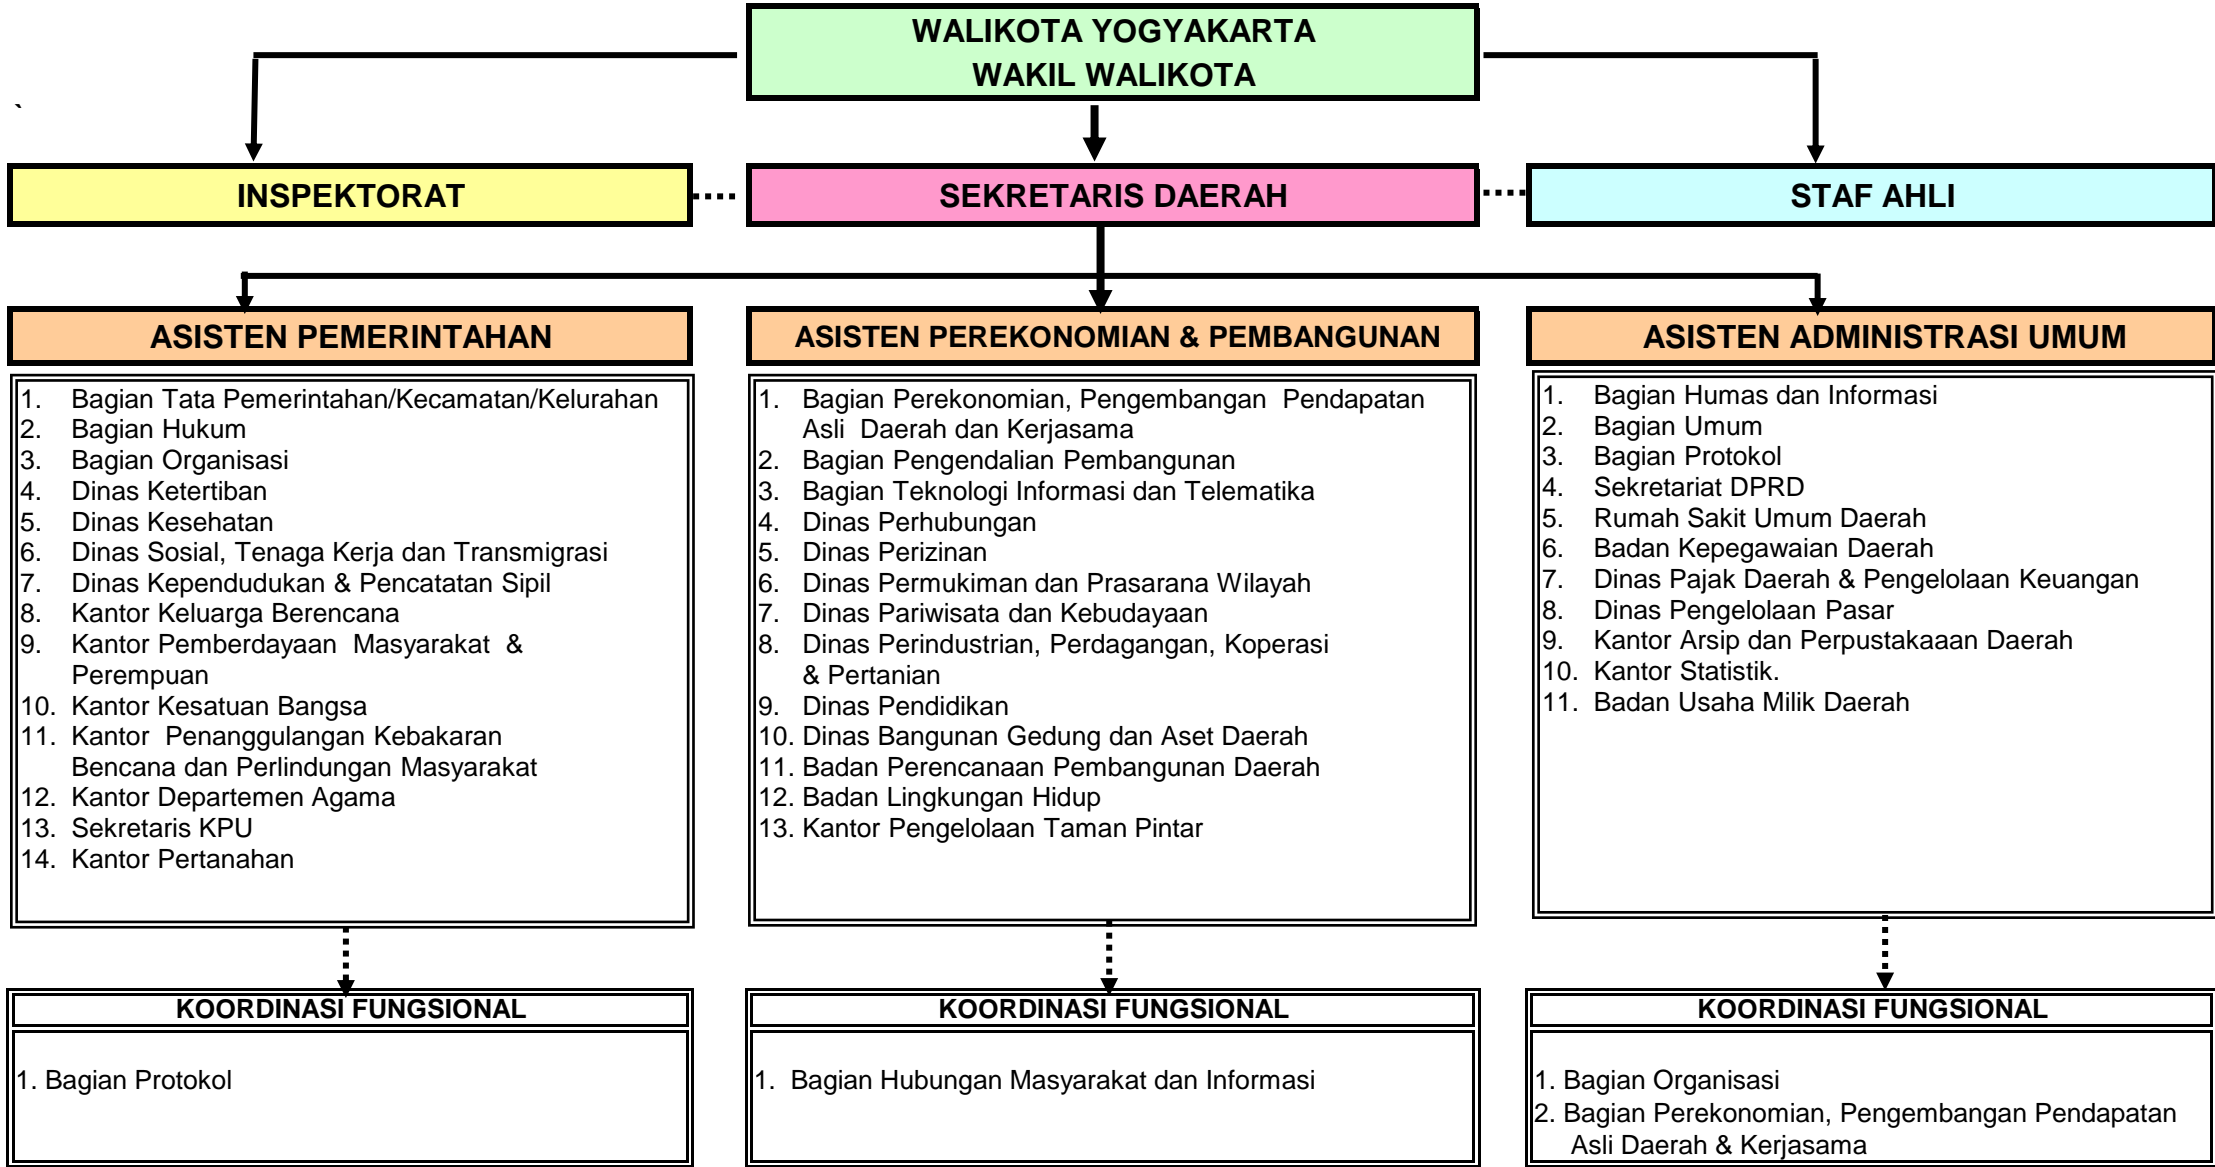 WALIKOTA YOGYAKARTA
WAKIL WALIKOTA
`
INSPEKTORAT
SEKRETARIS DAERAH
STAF AHLI
ASISTEN PEMERINTAHAN
1. Bagian Tata Pemerintahan/Kecamatan/Kelurahan
2. Bagian Hukum
3. Bagian Organisasi
4. Dinas Ketertiban
5. Dinas Kesehatan
6. Dinas Sosial, Tenaga Kerja dan Transmigrasi
7. Dinas Kependudukan & Pencatatan Sipil
8. Kantor Keluarga Berencana
9. Kantor Pemberdayaan Masyarakat &
Perempuan
10. Kantor Kesatuan Bangsa
11. Kantor Penanggulangan Kebakaran
Bencana dan Perlindungan Masyarakat
12. Kantor Departemen Agama
13. Sekretaris KPU
14. Kantor Pertanahan
KOORDINASI FUNGSIONAL
1. Bagian Protokol
ASISTEN PEREKONOMIAN & PEMBANGUNAN
1. Bagian Perekonomian, Pengembangan Pendapatan
Asli Daerah dan Kerjasama
2. Bagian Pengendalian Pembangunan
3. Bagian Teknologi Informasi dan Telematika
4. Dinas Perhubungan
5. Dinas Perizinan
6. Dinas Permukiman dan Prasarana Wilayah
7. Dinas Pariwisata dan Kebudayaan
8. Dinas Perindustrian, Perdagangan, Koperasi
& Pertanian
9. Dinas Pendidikan
10. Dinas Bangunan Gedung dan Aset Daerah
11. Badan Perencanaan Pembangunan Daerah
12. Badan Lingkungan Hidup
13. Kantor Pengelolaan Taman Pintar
KOORDINASI FUNGSIONAL
1. Bagian Hubungan Masyarakat dan Informasi
ASISTEN ADMINISTRASI UMUM
1. Bagian Humas dan Informasi
2. Bagian Umum
3. Bagian Protokol
4. Sekretariat DPRD
5. Rumah Sakit Umum Daerah
6. Badan Kepegawaian Daerah
7. Dinas Pajak Daerah & Pengelolaan Keuangan
8. Dinas Pengelolaan Pasar
9. Kantor Arsip dan Perpustakaaan Daerah
10. Kantor Statistik.
11. Badan Usaha Milik Daerah
KOORDINASI FUNGSIONAL
1. Bagian Organisasi
2. Bagian Perekonomian, Pengembangan Pendapatan
Asli Daerah & Kerjasama